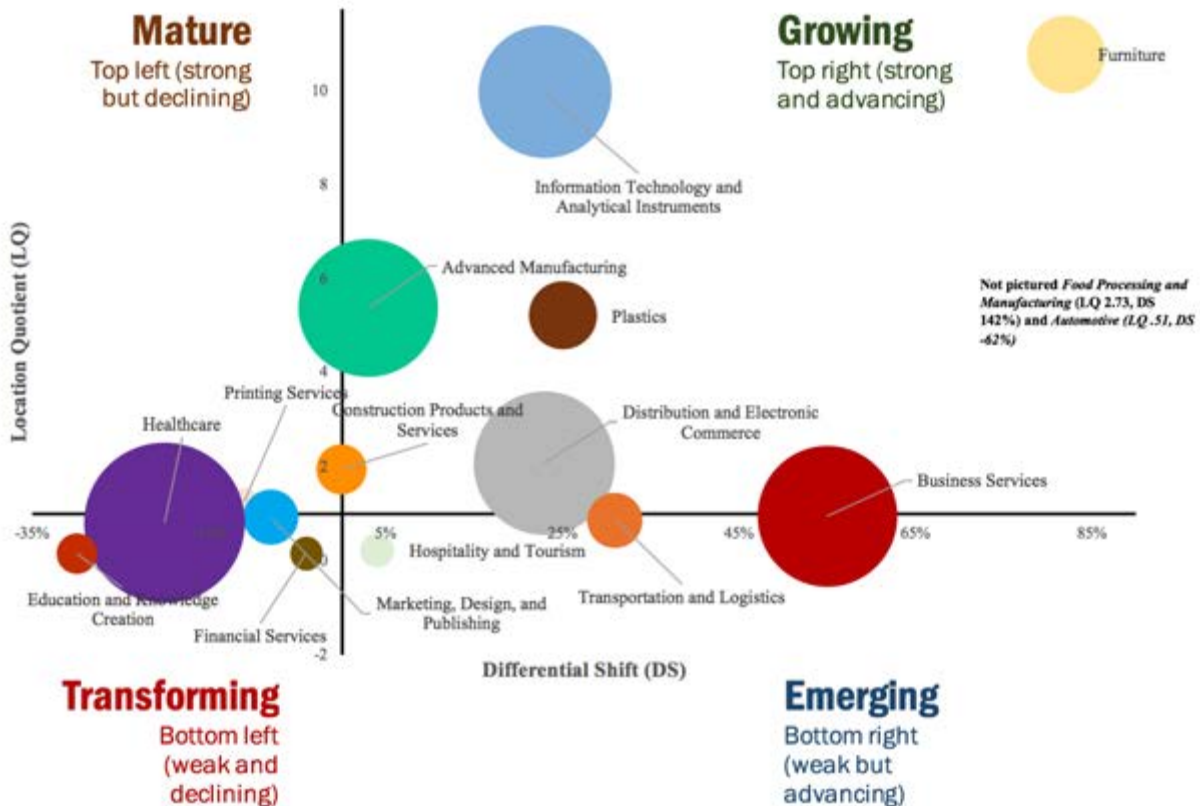 Mature
Top left (strong
but declining)
Growing
Top right (strong
and advancing)
Furniture
10
Information Technology and
Analytical Instruments
8
Location Quotient (LQ)
Advanced Manufacturing
6
Plastics
Not pictured Food Processing and
Manufacturing (LQ 2.73, DS
142%) and Automotive (LQ .51, DS
-62%)
4
Printing Services
Construction Products and
Services
Healthcare
Distribution and Electronic
Commerce
2
Business Services
-35%
5%
25%
45%
65%
85%
0
Hospitality and Tourism
Education and Knowledge
Creation
Marketing, Design, and
Publishing
Transportation and Logistics
Financial Services
-2
Differential Shift (DS)
Transforming
Bottom left
(weak and
declining)
Emerging
Bottom right
(weak but
advancing)